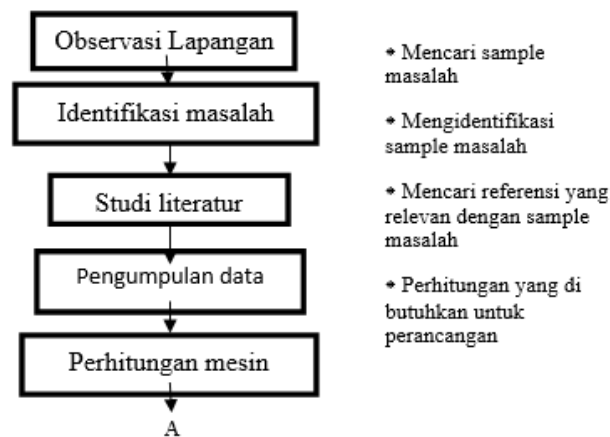 Observasi Lapangan
Identifikasi masalah
Studi literatur
Pengumpulan data
Perhitungan mesin
A
* Mencari sample
masalah
* Mengidentifikasi
sample masalah
* Mencari referensi yang
relevan dengan sample
masalah
* Perhitungan yang di
butuhkan untuk
perancangan